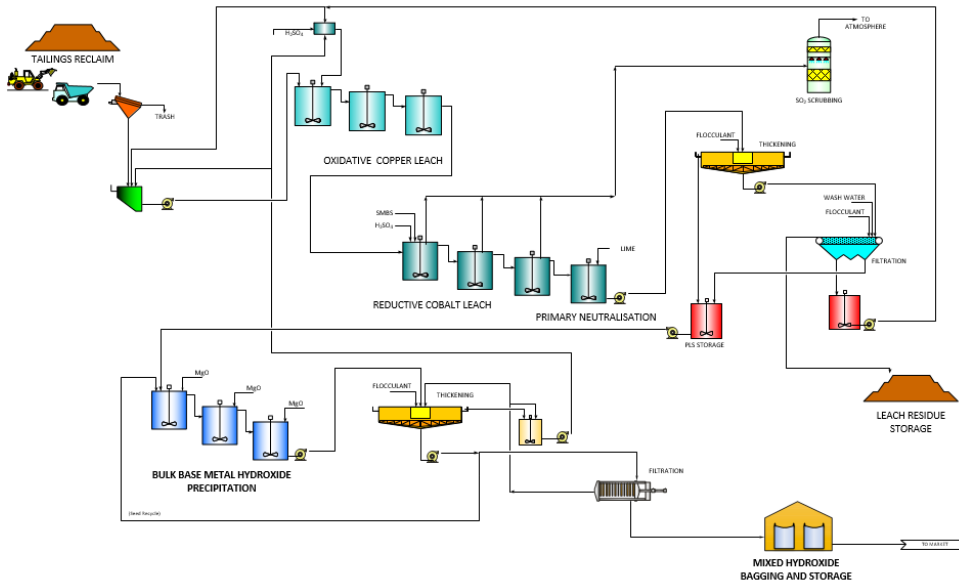 TO
ATMOSPHERE
H₂SO₄
TAILINGS RECLAIM
SO₂ SCRUBBING
TRASH
FLOCCULANT
THICKENING
OXIDATIVE COPPER LEACH
WASH WATER
FLOCCULANT
SMBS
H₂SO₄
LIME
FILTRATION
REDUCTIVE COBALT LEACH
PRIMARY NEUTRALISATION
PLS STORAGE
MgO
MgO
MgO
FLOCCULANT
THICKENING
LEACH RESIDUE
STORAGE
BULK BASE METAL HYDROXIDE
PRECIPITATION
FILTRATION
(Seed Recycle)
TO MARKET
MIXED HYDROXIDE
BAGGING AND STORAGE